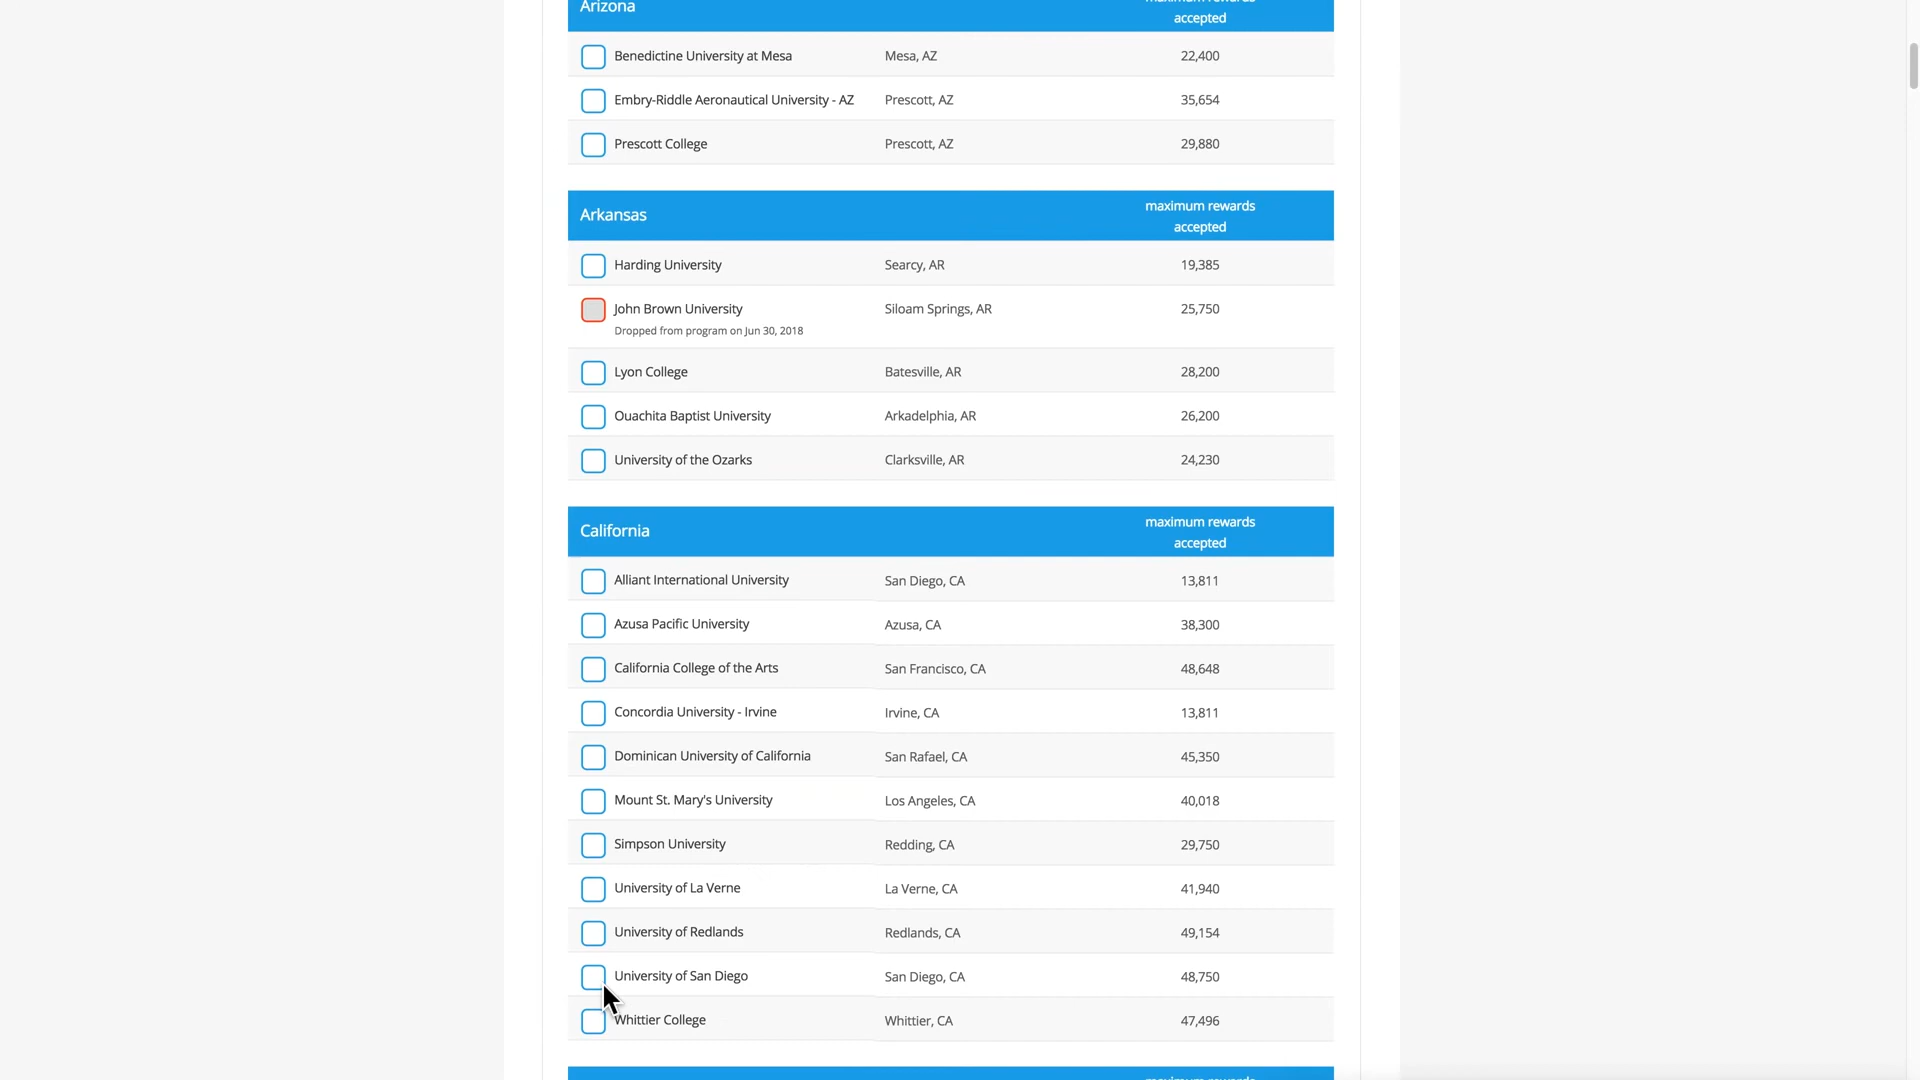 Arizona
accepted
Benedictine University at Mesa Mesa, AZ 22,400
Embry-Riddle Aeronautical University - AZ Prescott, AZ 35,654
Prescott College Prescott, AZ 29,880
Arkansas maximum rewards
accepted
Harding University Searcy, AR 19,385
John Brown University Siloam Springs, AR 25,750
Dropped from program on Jun 30, 2018
Lyon College Batesville, AR 28,200
Ouachita Baptist University Arkadelphia, AR 26,200
University of the Ozarks Clarksville, AR 24,230
California maximum rewards
accepted
Alliant International University San Diego, CA 13,811
Azusa Pacific University Azusa, CA 38,300
California College of the Arts San Francisco, CA 48,648
Concordia University - Irvine Irvine, CA 13,811
Dominican University of California San Rafael, CA 45,350
Mount St. Mary's University Los Angeles, CA 40,018
Simpson University Redding, CA 29,750
University of La Verne La Verne, CA 41,940
University of Redlands Redlands, CA 49,154
University of San Diego San Diego, CA 48,750
Whittier College Whittier, CA 47,496